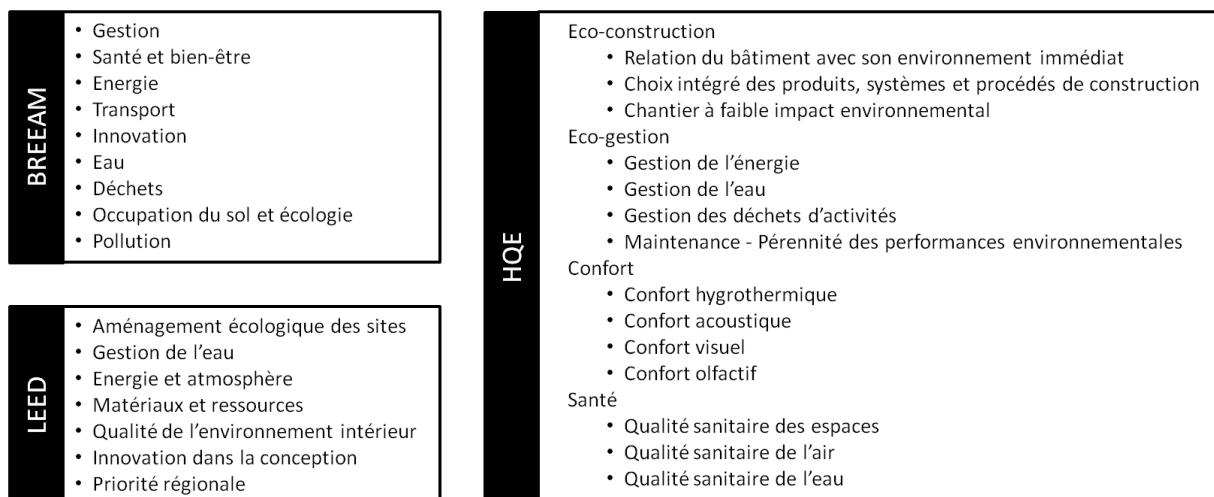 BREEAM
• Gestion
• Santé et bien-être
• Energie
• Transport
• Innovation
• Eau
• Déchets
• Occupation du sol et écologie
• Pollution
LEED
• Aménagement écologique des sites
• Gestion de l'eau
• Energie et atmosphère
• Matériaux et ressources
• Qualité de l'environnement intérieur
• Innovation dans la conception
• Priorité régionale
HQE
Eco-construction
• Relation du bâtiment avec son environnement immédiat
• Choix intégré des produits, systèmes et procédés de construction
• Chantier à faible impact environnemental
Eco-gestion
• Gestion de l'énergie
• Gestion de l'eau
• Gestion des déchets d'activités
• Maintenance - Pérennité des performances environnementales
Confort
• Confort hygrothermique
• Confort acoustique
• Confort visuel
• Confort olfactif
Santé
• Qualité sanitaire des espaces
• Qualité sanitaire de l'air
• Qualité sanitaire de l'eau